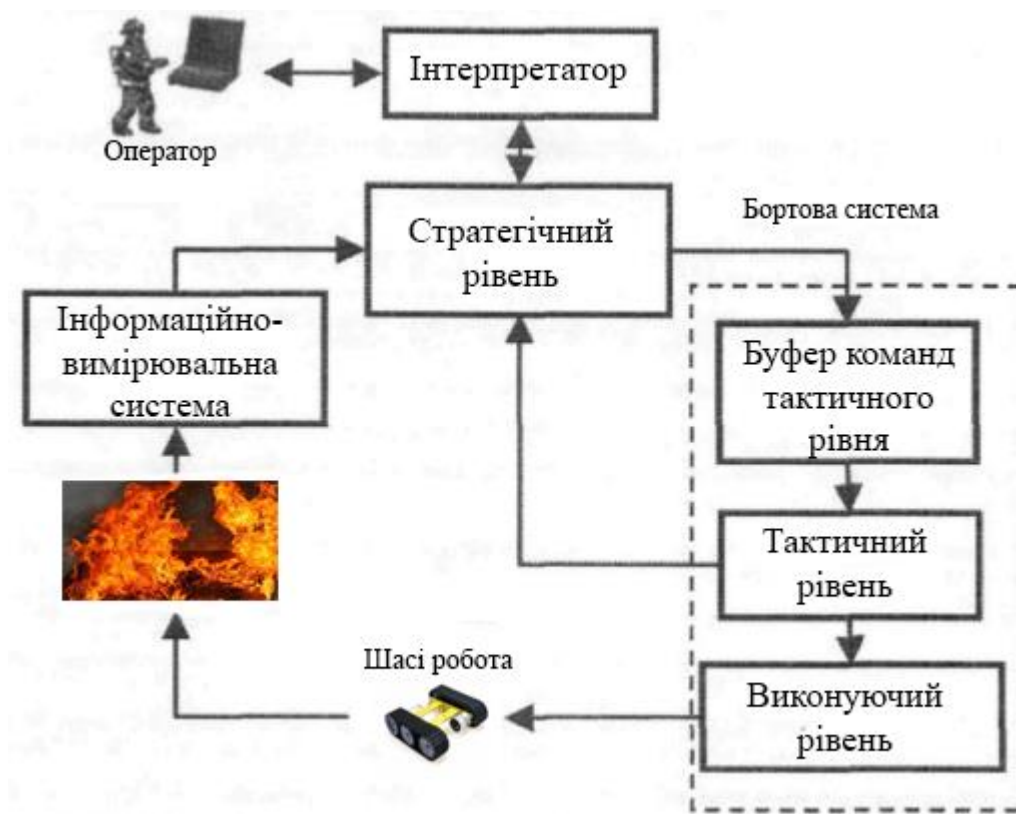 Інтерпретатор
Оператор
Стратегічний
рівень
Бортова система
Інформаційно-
вимірювальна
система
Буфер команд
тактичного
рівня
Тактичний
рівень
Шасі робота
Виконуючий
рівень